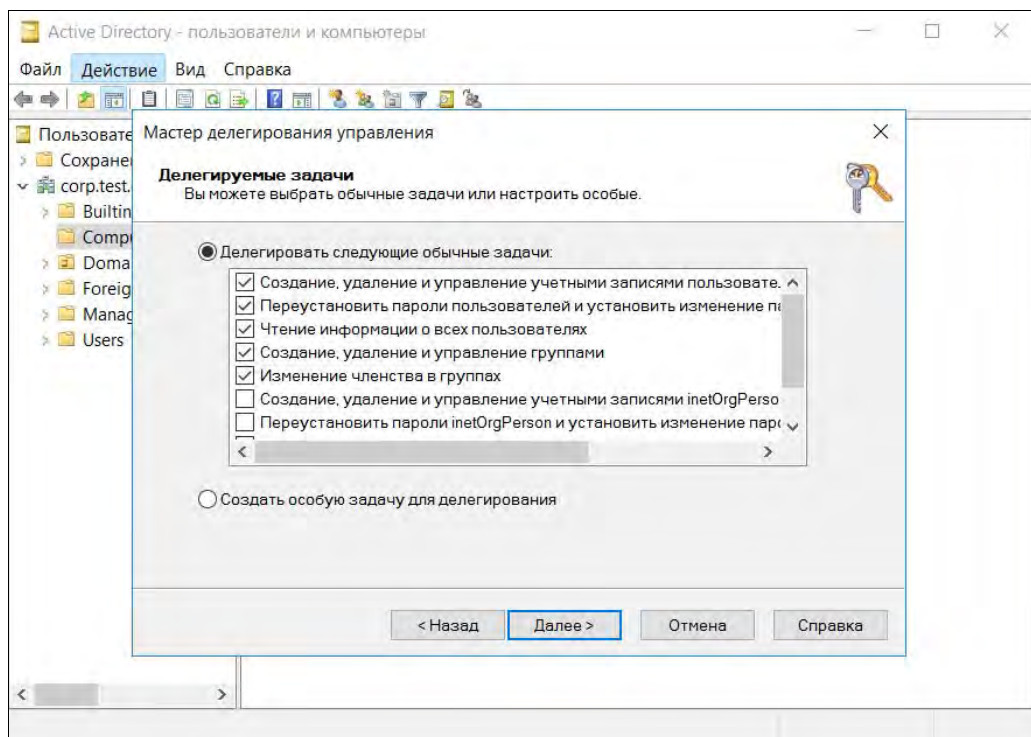 Active Directory - пользователи и компьютеры
Файл Действие Вид Справка
Пользовате
Сохране
corp.test.
Builtin
Comp
Doma
Foreig
Manag
Users
Мастер делегирования управления
Делегируемые задачи
Вы можете выбрать обычные задачи или настроить особые.
Делегировать следующие обычные задачи:
Создание, удаление и управление учетными записями пользовате.
Переустановить пароли пользователей и установить изменение па
Чтение информации о всех пользователях
Создание, удаление и управление группами
Изменение членства в группах
Создание, удаление и управление учетными записями inetOrgPerso
Переустановить пароли inetOrgPerson и установить изменение паро
Создать особую задачу для делегирования
< Назад Далее > Отмена Справка